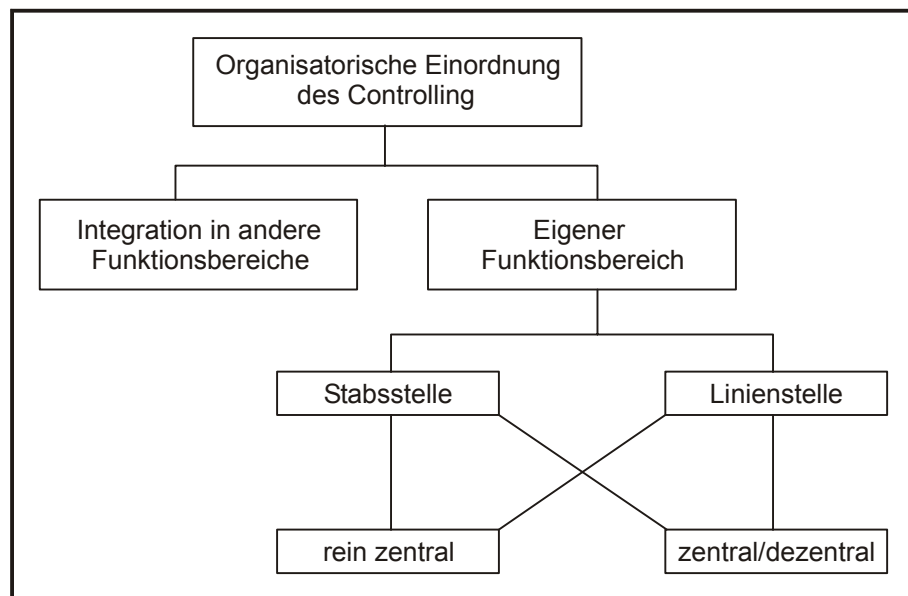 Organisatorische Einordnung
des Controlling
Integration in andere
Funktionsbereiche
Eigener
Funktionsbereich
Stabsstelle
Linienstelle
rein zentral
zentral/dezentral